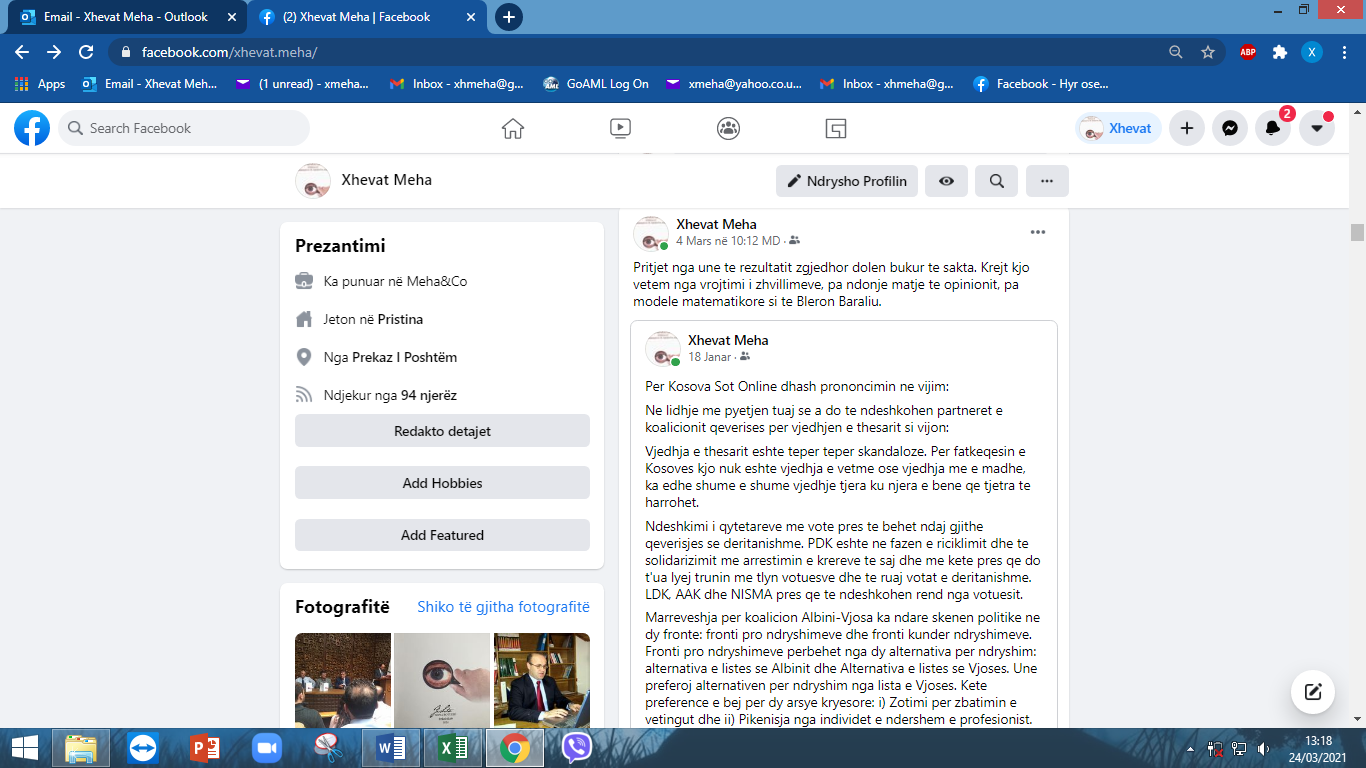 Email - Xhevat Meha - Outlook
(2) Xhevat Meha | Facebook
facebook.com/xhevat.meha/
ABP
X
Apps
Email - Xhevat Meh...
(1 unread) - xmeha...
Inbox - xhmeha@g...
GoAML Log On
xmeha@yahoo.co.u...
Inbox - xhmeha@g...
Facebook - Hyr ose...
Search Facebook
Xhevat
2
Xhevat Meha
Ndrysho Profilin
Prezantimi
Ka punuar në Meha&Co
Jeton në Pristina
Nga Prekaz I Poshtëm
Ndjekur nga 94 njerëz
Redakto detajet
Add Hobbies
Add Featured
Fotografitë
Shiko të gjitha fotografitë
Xhevat Meha
4 Mars në 10:12 MD ·
Pritjet nga une te rezultatit zgjedhor dolen bukur te sakta. Krejt kjo
vetem nga vrojtimi i zhvillimeve, pa ndonje matje te opinionit, pa
modele matematikore si te Bleron Baraliu.
Xhevat Meha
18 Janar ·
Per Kosova Sot Online dhash prononcimin ne vijim:
Ne lidhje me pyetjen tuaj se a do te ndeshkohen partneret e
koalicionit qeverises per vjedhjen e thesarit si vijon:
Vjedhja e thesarit eshte teper teper skandaloze. Per fatkeqesin e
Kosoves kjo nuk eshte vjedhja e vetme ose vjedhja me e madhe,
ka edhe shume e shume vjedhje tjera ku njera e bene qe tjetra te
harrohet.
Ndeshkimi i qytetareve me vote pres te behet ndaj gjithe
qeverisjes se deritanishme. PDK eshte ne fazen e riciklimit dhe te
solidarizimit me arrestimin e krereve te saj dhe me kete pres qe do
t'ua lyej trunin me tlyn votuesve dhe te ruaj votat e deritanishme.
LDK, AAK dhe NISMA pres qe te ndeshkohen rend nga votuesit.
Marreveshja per koalicion Albini-Vjosa ka ndare skenen politike ne
dy fronte: fronti pro ndryshimeve dhe fronti kunder ndryshimeve.
Fronti pro ndryshimeve perbehet nga dy alternativa per ndryshim:
alternativa e listes se Albinit dhe Alternativa e listes se Vjoses. Une
preferoj alternativen per ndryshim nga lista e Vjoses. Kete
preference e bej per dy arsye kryesore: i) Zotimi per zbatimin e
vetingut dhe ii) Pikenisja nga individet e ndershem e profesionist.
13:18
24/03/2021